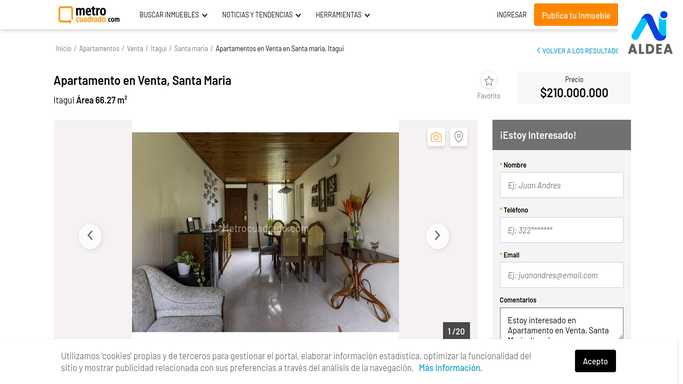 metro
cuadrado.com
BUSCAR INMUEBLES
NOTICIAS Y TENDENCIAS
HERRAMIENTAS
INGRESAR
Publica tu Inmueble
ALDEA
Inicio / Apartamentos / Venta / Itagui / Santa maria / Apartamentos en Venta en Santa maria, Itagui
VOLVER A LOS RESULTAD
Apartamento en Venta, Santa Maria
Itagui Área 66.27 m²
Favorito
Precio
$210.000.000
¡Estoy Interesado!
* Nombre
Ej: Juan Andres
* Teléfono
Ej: 322*******
* Email
Ej: juanandres@email.com
Comentarios
Estoy interesado en
Apartamento en Venta, Santa
metrocuadrado.com
1 / 20
Utilizamos 'cookies' propias y de terceros para gestionar el portal, elaborar información estadística, optimizar la funcionalidad del
sitio y mostrar publicidad relacionada con sus preferencias a través del análisis de la navegación. Más Información.
Acepto